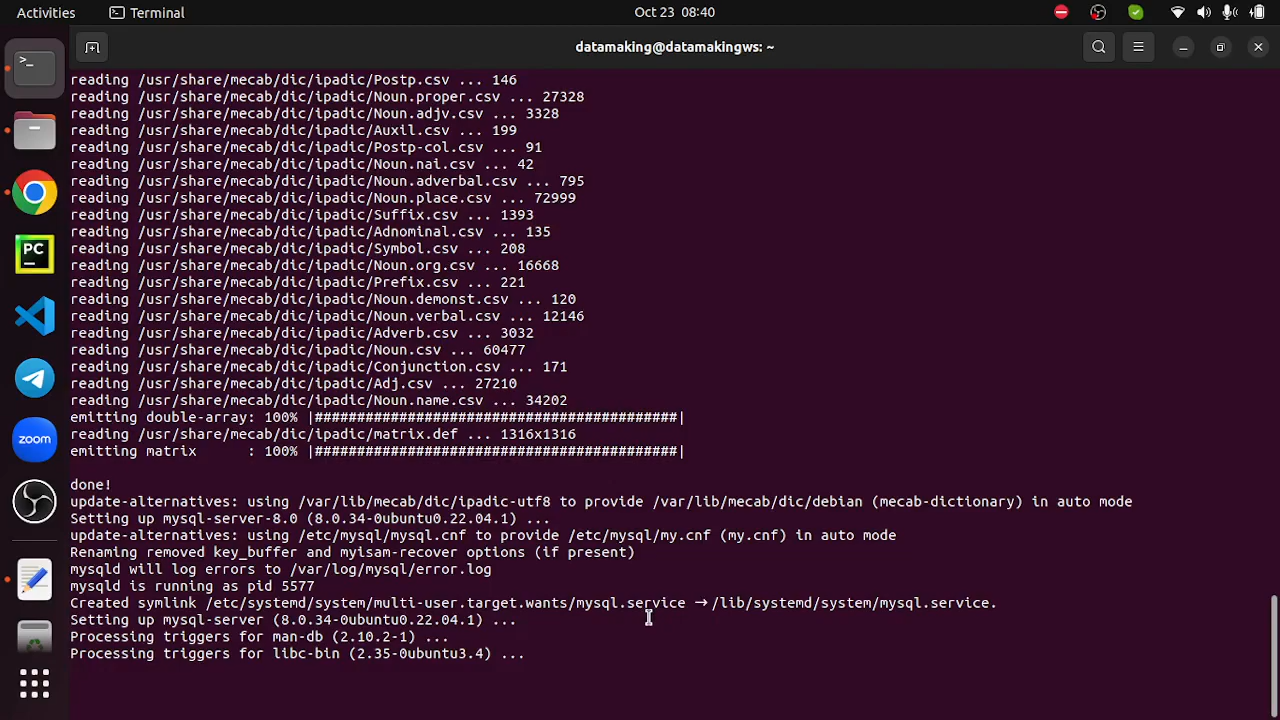 Activities Terminal Oct 23 08:40
datamaking@datamakingws: ~
reading /usr/share/mecab/dic/ipadic/Postp.csv ... 146
reading /usr/share/mecab/dic/ipadic/Noun.proper.csv ... 27328
reading /usr/share/mecab/dic/ipadic/Noun.adjv.csv ... 3328
reading /usr/share/mecab/dic/ipadic/Auxil.csv ... 199
reading /usr/share/mecab/dic/ipadic/Postp-col.csv ... 91
reading /usr/share/mecab/dic/ipadic/Noun.nai.csv ... 42
reading /usr/share/mecab/dic/ipadic/Noun.adverbal.csv ... 795
reading /usr/share/mecab/dic/ipadic/Noun.place.csv ... 72999
reading /usr/share/mecab/dic/ipadic/Suffix.csv ... 1393
reading /usr/share/mecab/dic/ipadic/Adnominal.csv ... 135
reading /usr/share/mecab/dic/ipadic/Symbol.csv ... 208
reading /usr/share/mecab/dic/ipadic/Noun.org.csv ... 16668
reading /usr/share/mecab/dic/ipadic/Prefix.csv ... 221
reading /usr/share/mecab/dic/ipadic/Noun.demonst.csv ... 120
reading /usr/share/mecab/dic/ipadic/Noun.verbal.csv ... 12146
reading /usr/share/mecab/dic/ipadic/Adverb.csv ... 3032
reading /usr/share/mecab/dic/ipadic/Noun.csv ... 60477
reading /usr/share/mecab/dic/ipadic/Conjunction.csv ... 171
reading /usr/share/mecab/dic/ipadic/Adj.csv ... 27210
reading /usr/share/mecab/dic/ipadic/Noun.name.csv ... 34202
emitting double-array: 100% |###########################################|
reading /usr/share/mecab/dic/ipadic/matrix.def ... 1316x1316
emitting matrix      : 100% |###########################################|
done!
update-alternatives: using /var/lib/mecab/dic/ipadic-utf8 to provide /var/lib/mecab/dic/debian (mecab-dictionary) in auto mode
Setting up mysql-server-8.0 (8.0.34-0ubuntu0.22.04.1) ...
update-alternatives: using /etc/mysql/mysql.cnf to provide /etc/mysql/my.cnf (my.cnf) in auto mode
Renaming removed key_buffer and myisam-recover options (if present)
mysqld will log errors to /var/log/mysql/error.log
mysqld is running as pid 5577
Created symlink /etc/systemd/system/multi-user.target.wants/mysql.service → /lib/systemd/system/mysql.service.
Setting up mysql-server (8.0.34-0ubuntu0.22.04.1) ...
Processing triggers for man-db (2.10.2-1) ...
Processing triggers for libc-bin (2.35-0ubuntu3.4) ...
PC
zoom